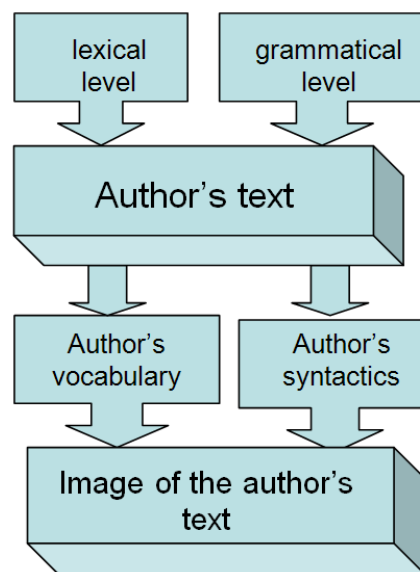 lexical
level
grammatical
level
Author's text
Author's
vocabulary
Author's
syntactics
Image of the author's
text